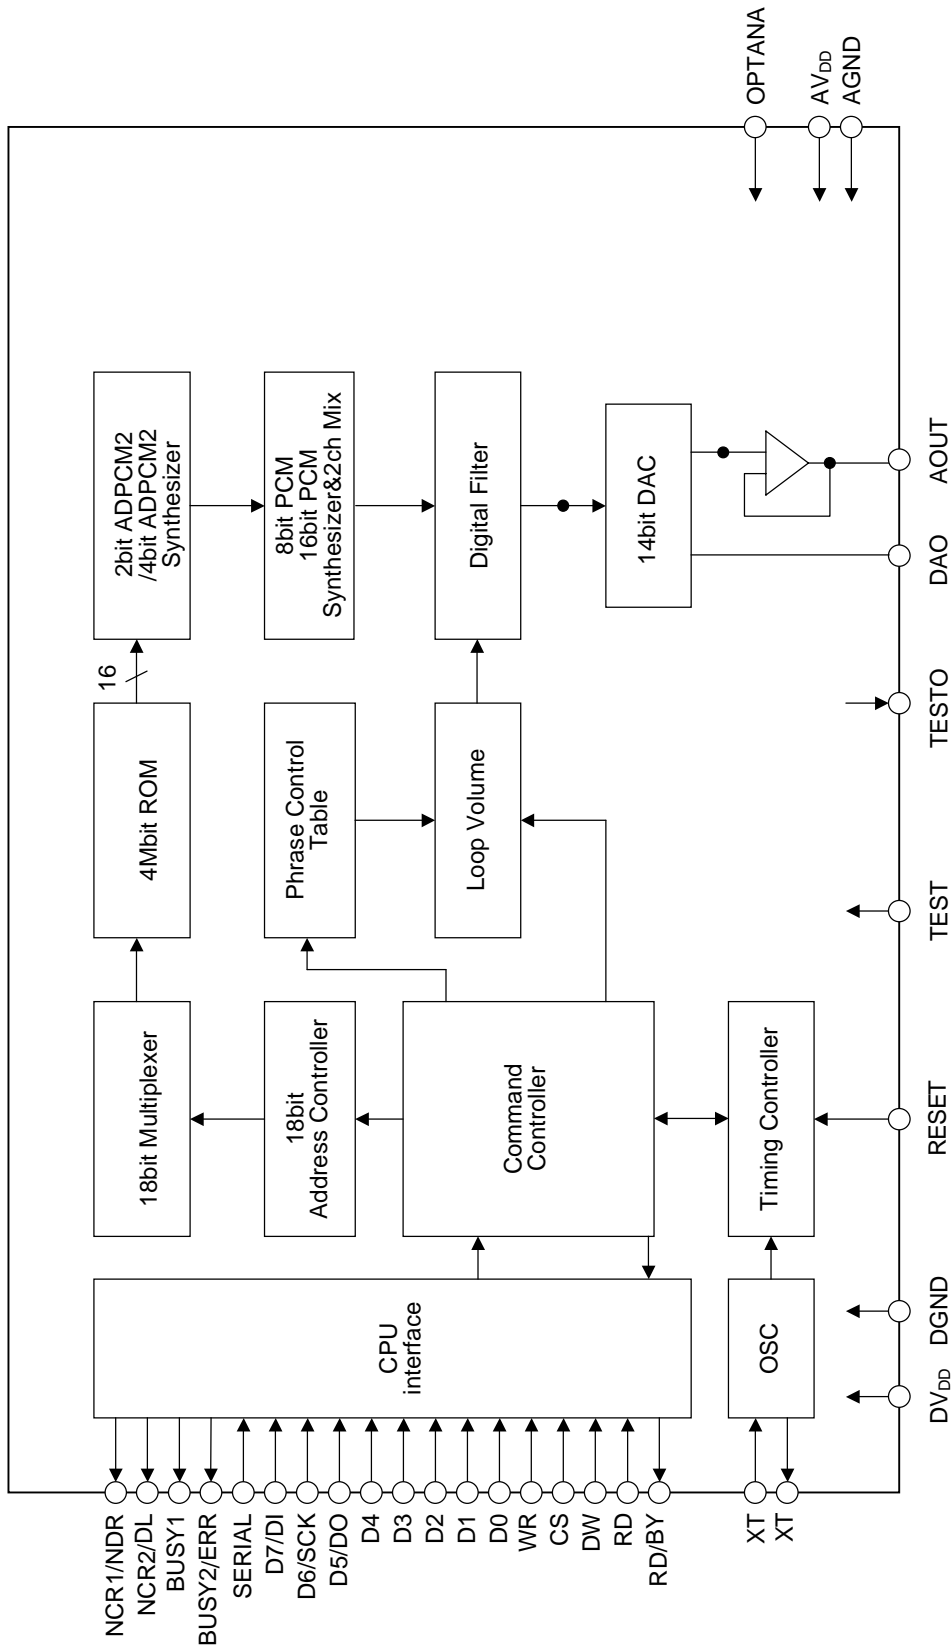 NCR1/NDR
NCR2/DL
BUSY1
BUSY2/ERR
SERIAL
D7/DI
D6/SCK
D5/DO
D4
D3
D2
D1
D0
WR
CS
DW
RD
RD/BY
XT
XT
CPU
interface
OSC
18bit Multiplexer
18bit
Address Controller
Command
Controller
Timing Controller
4Mbit ROM
Phrase Control
Table
Loop Volume
16
2bit ADPCM2
/4bit ADPCM2
Synthesizer
8bit PCM
16bit PCM
Synthesizer&2ch Mix
Digital Filter
14bit DAC
DVDD
DGND
RESET
TEST
TESTO
DAO
AOUT
OPTANA
AVDD
AGND